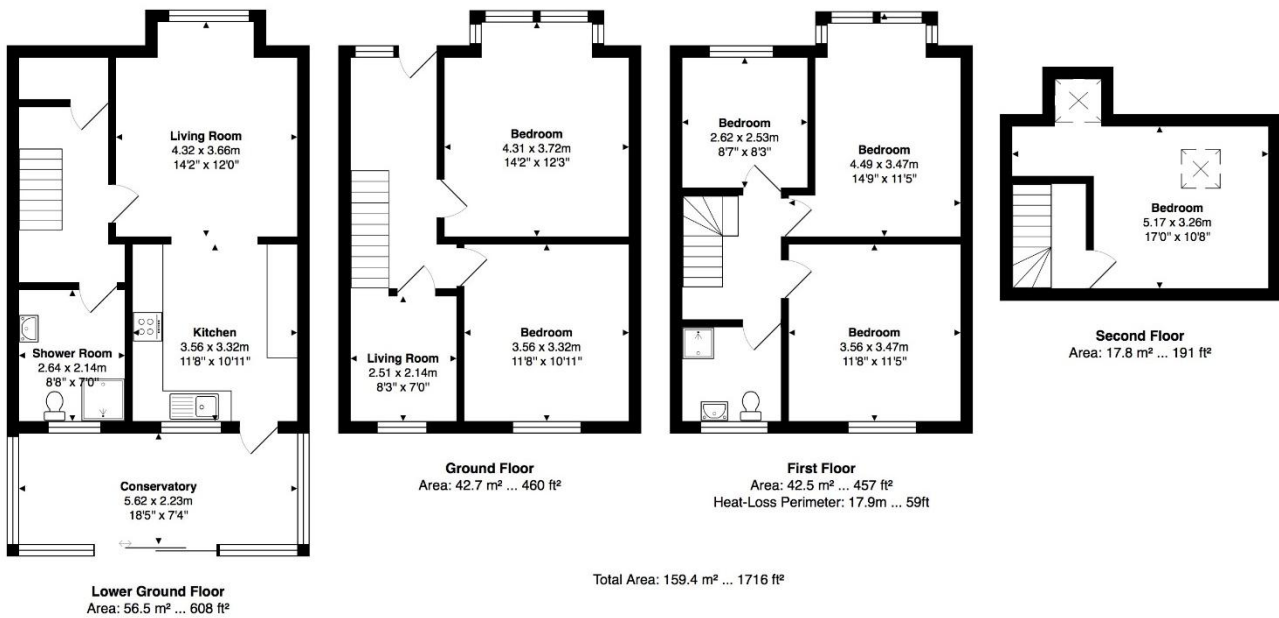 Living Room
4.32 x 3.66m
14'2" x 12'0"
Kitchen
3.56 x 3.32m
11'8" x 10'11"
Shower Room
2.64 x 2.14m
8'8" x 7'0"
Conservatory
5.62 x 2.23m
18'5" x 7'4"
Lower Ground Floor
Area: 56.5 m² ... 608 ft²
Bedroom
4.31 x 3.72m
14'2" x 12'3"
Living Room
2.51 x 2.14m
8'3" x 7'0"
Bedroom
3.56 x 3.32m
11'8" x 10'11"
Ground Floor
Area: 42.7 m² ... 460 ft²
Bedroom
2.62 x 2.53m
8'7" x 8'3"
Bedroom
4.49 x 3.47m
14'9" x 11'5"
Bedroom
3.56 x 3.47m
11'8" x 11'5"
First Floor
Area: 42.5 m² ... 457 ft²
Heat-Loss Perimeter: 17.9m ... 59ft
Bedroom
5.17 x 3.26m
17'0" x 10'8"
Second Floor
Area: 17.8 m² ... 191 ft²
Total Area: 159.4 m² ... 1716 ft²